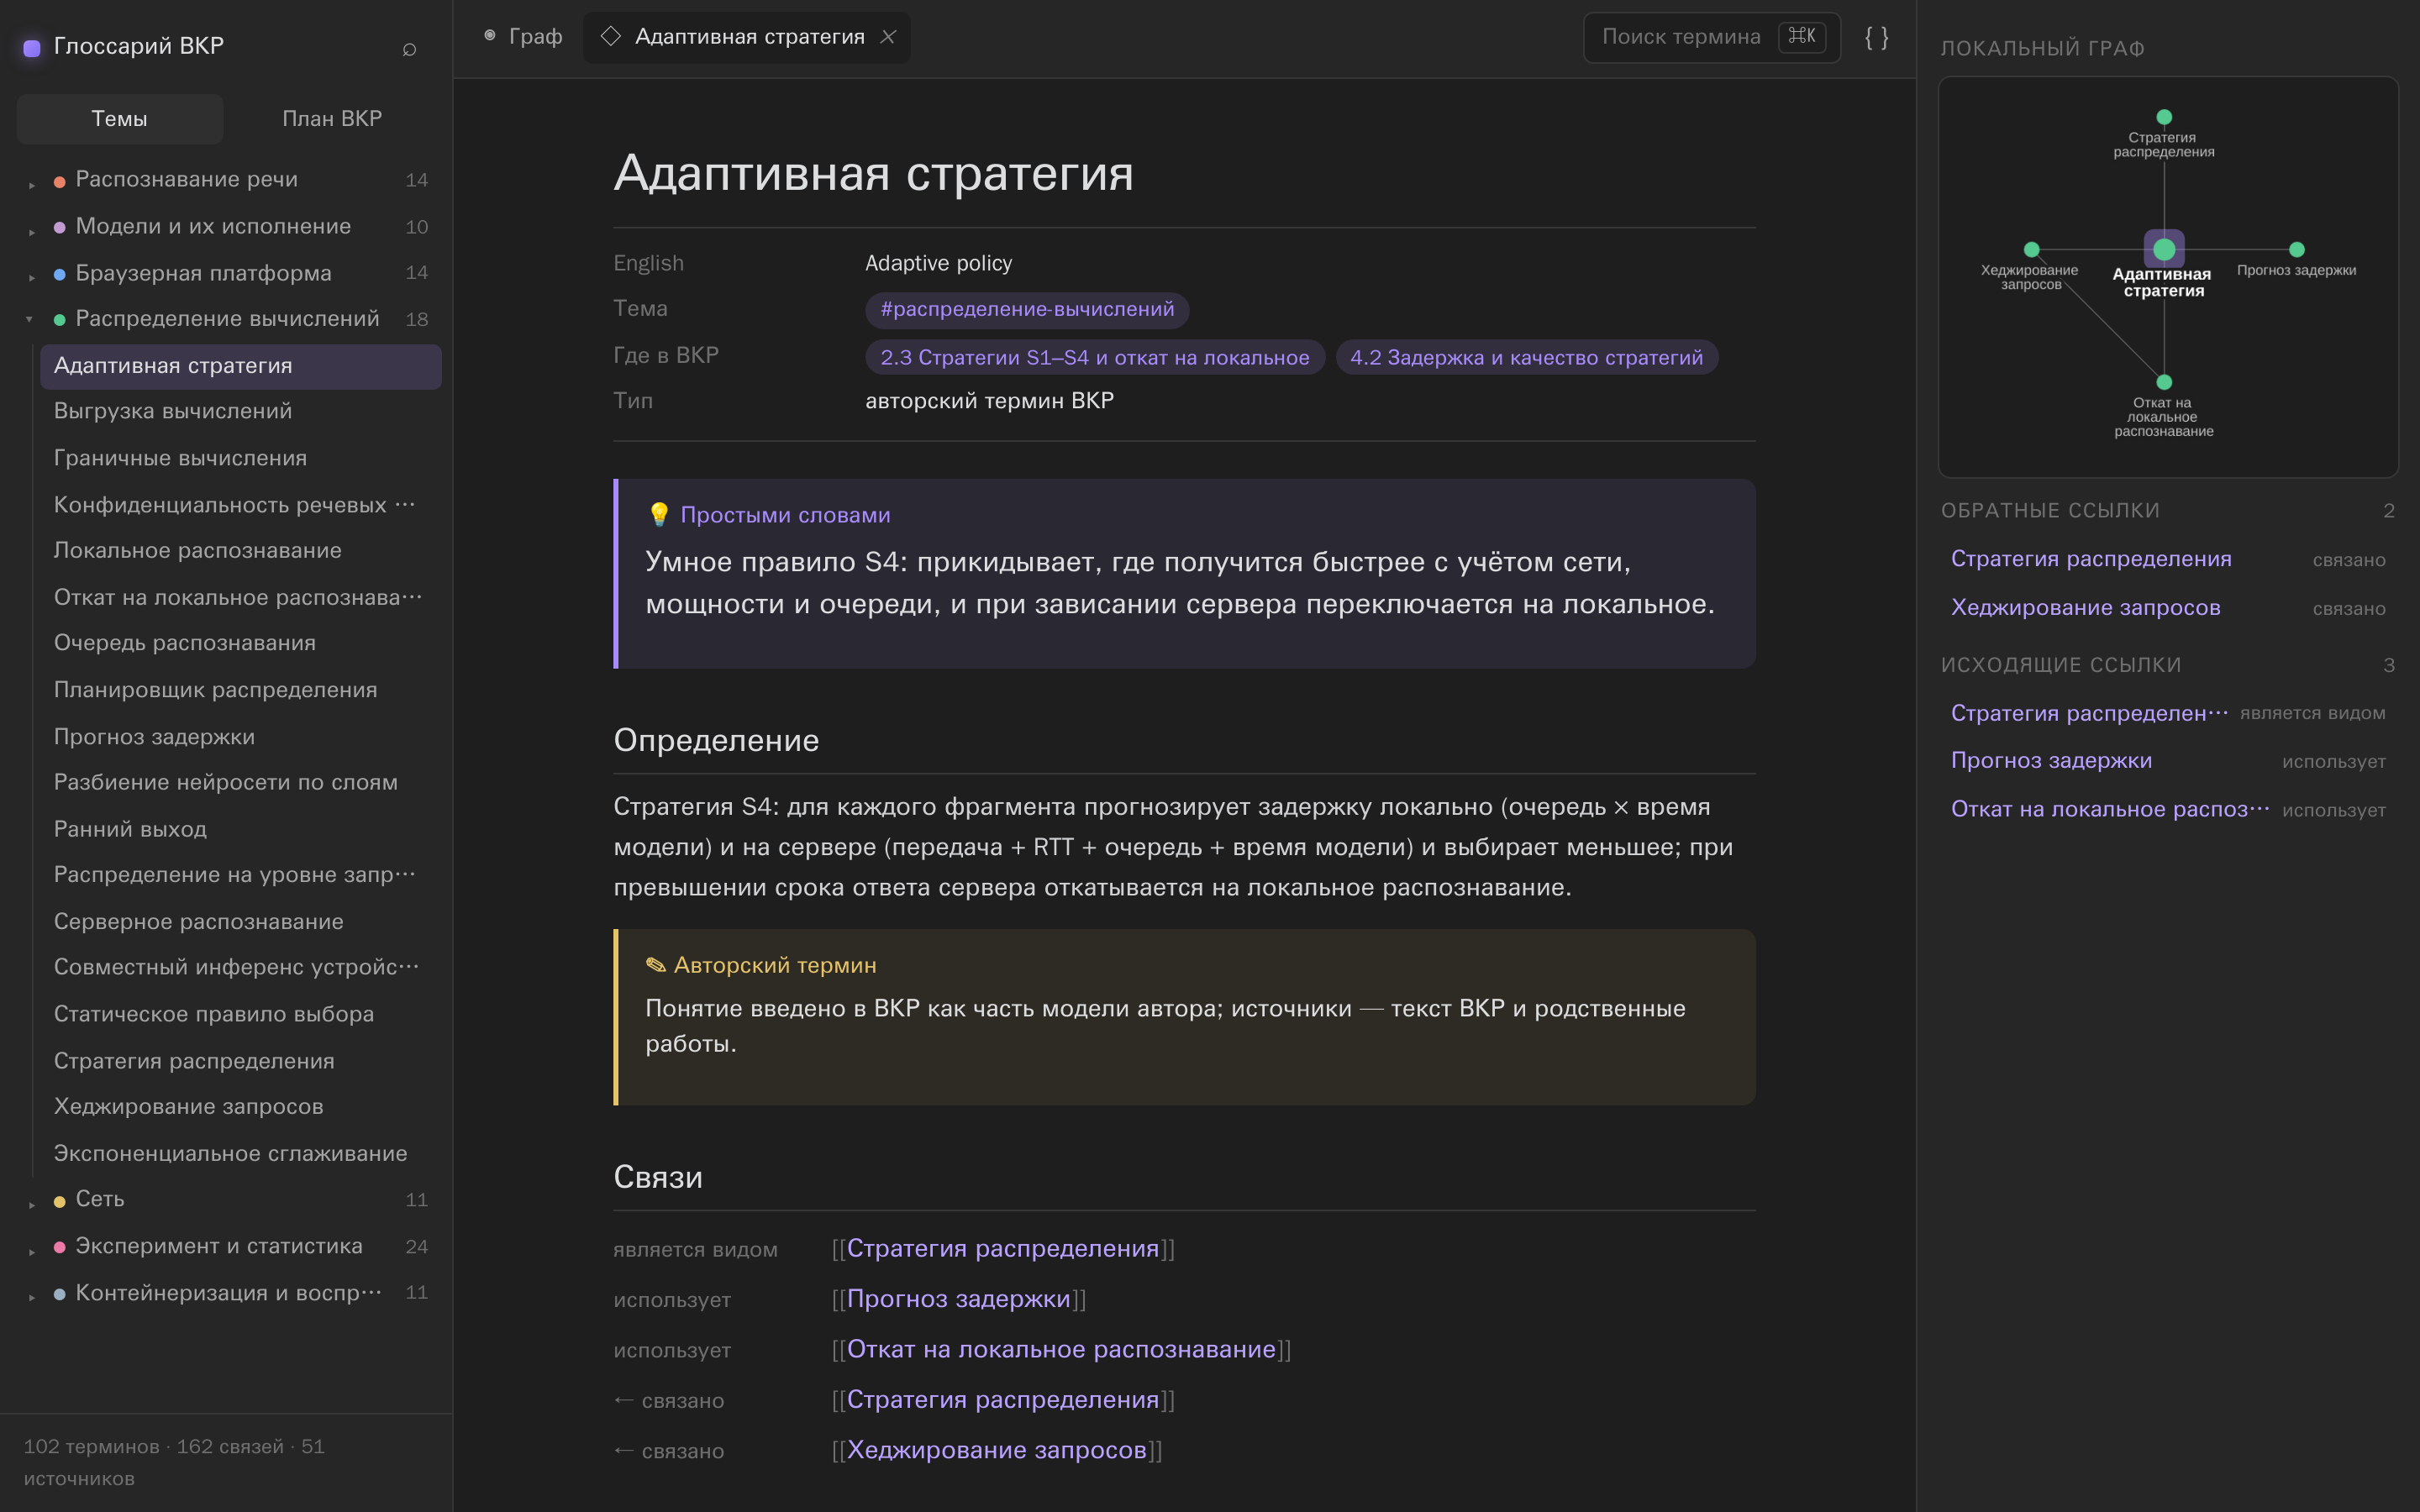 Глоссарий ВКР
Темы
План ВКР
Распознавание речи 14
Модели и их исполнение 10
Браузерная платформа 14
Распределение вычислений 18
Адаптивная стратегия
Выгрузка вычислений
Граничные вычисления
Конфиденциальность речевых ···
Локальное распознавание
Откат на локальное распознава···
Очередь распознавания
Планировщик распределения
Прогноз задержки
Разбиение нейросети по слоям
Ранний выход
Распределение на уровне запр···
Серверное распознавание
Совместный инференс устройс···
Статическое правило выбора
Стратегия распределения
Хеджирование запросов
Экспоненциальное сглаживание
Сеть 11
Эксперимент и статистика 24
Контейнеризация и воспр··· 11
102 терминов · 162 связей · 51
источников
Граф
Адаптивная стратегия ×
Поиск термина ⌘K
{ }
Адаптивная стратегия
English Adaptive policy
Тема #распределение-вычислений
Где в ВКР 2.3 Стратегии S1–S4 и откат на локальное 4.2 Задержка и качество стратегий
Тип авторский термин ВКР
💡 Простыми словами
Умное правило S4: прикидывает, где получится быстрее с учётом сети,
мощности и очереди, и при зависании сервера переключается на локальное.
Определение
Стратегия S4: для каждого фрагмента прогнозирует задержку локально (очередь × время
модели) и на сервере (передача + RTT + очередь + время модели) и выбирает меньшее; при
превышении срока ответа сервера откатывается на локальное распознавание.
✎ Авторский термин
Понятие введено в ВКР как часть модели автора; источники — текст ВКР и родственные
работы.
Связи
является видом [[Стратегия распределения]]
использует [[Прогноз задержки]]
использует [[Откат на локальное распознавание]]
← связано [[Стратегия распределения]]
← связано [[Хеджирование запросов]]
ЛОКАЛЬНЫЙ ГРАФ
Стратегия
распределения
Хеджирование
запросов
Адаптивная
стратегия
Прогноз задержки
Откат на
локальное
распознавание
ОБРАТНЫЕ ССЫЛКИ 2
Стратегия распределения связано
Хеджирование запросов связано
ИСХОДЯЩИЕ ССЫЛКИ 3
Стратегия распределен··· является видом
Прогноз задержки использует
Откат на локальное распоз··· использует